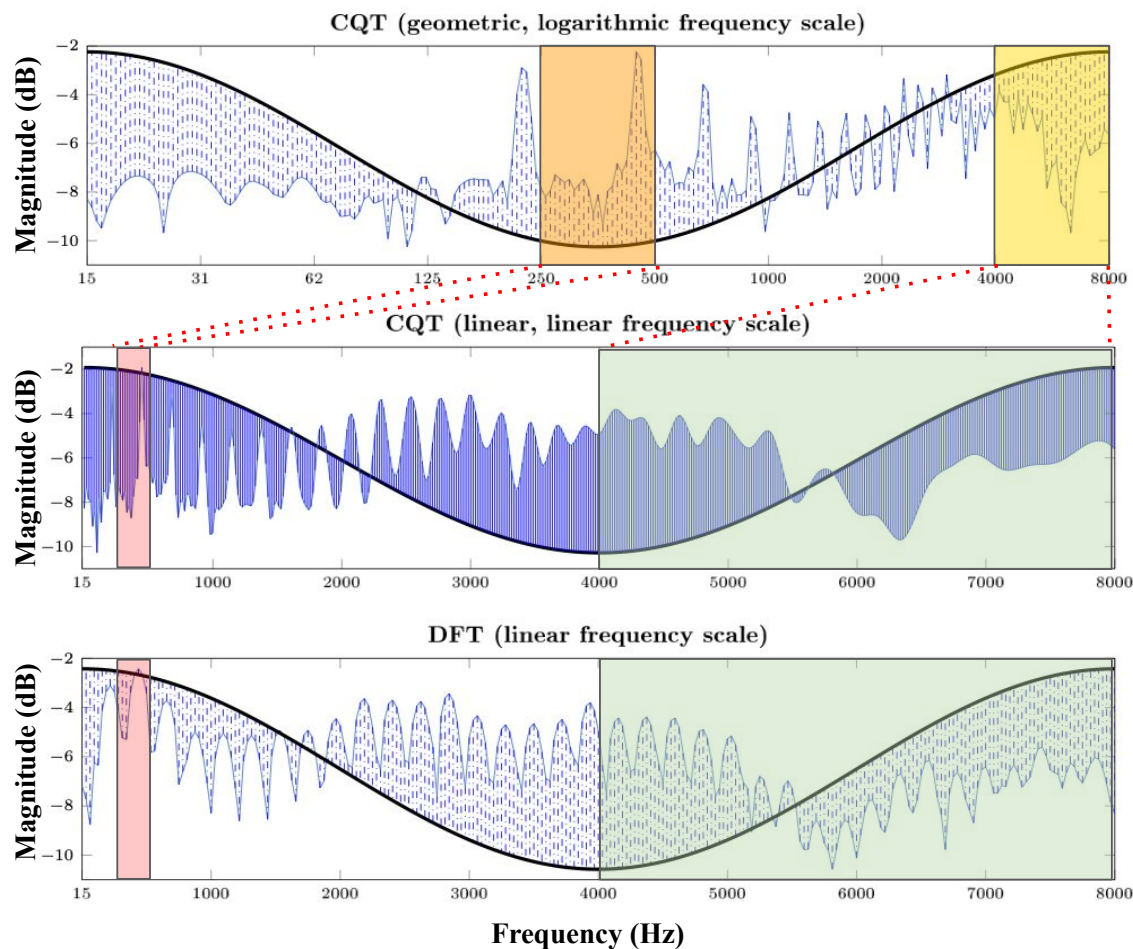 CQT (geometric, logarithmic frequency scale)
Magnitude (dB)
−2
−4
−6
−8
−10
15 31 62 125 250 500 1000 2000 4000 8000
CQT (linear, linear frequency scale)
Magnitude (dB)
−2
−4
−6
−8
−10
15 1000 2000 3000 4000 5000 6000 7000 8000
DFT (linear frequency scale)
Magnitude (dB)
−2
−4
−6
−8
−10
15 1000 2000 3000 4000 5000 6000 7000 8000
Frequency (Hz)